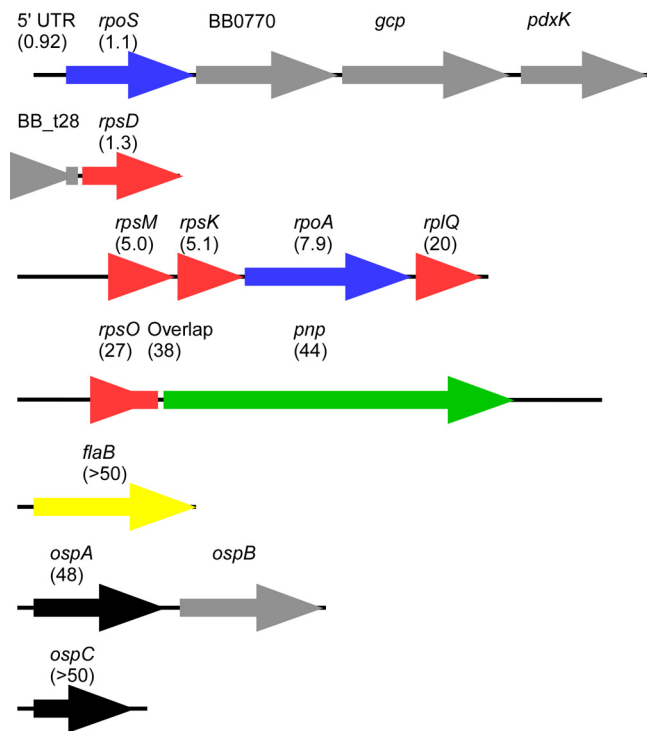 5' UTR rpoS BB0770 gcp pdxK
(0.92) (1.1)
BB_t28 rpsD
(1.3)
rpsM rpsK rpoA rplQ
(5.0) (5.1) (7.9) (20)
rpsO Overlap pnp
(27) (38) (44)
flaB
(>50)
ospA ospB
(48)
ospC
(>50)